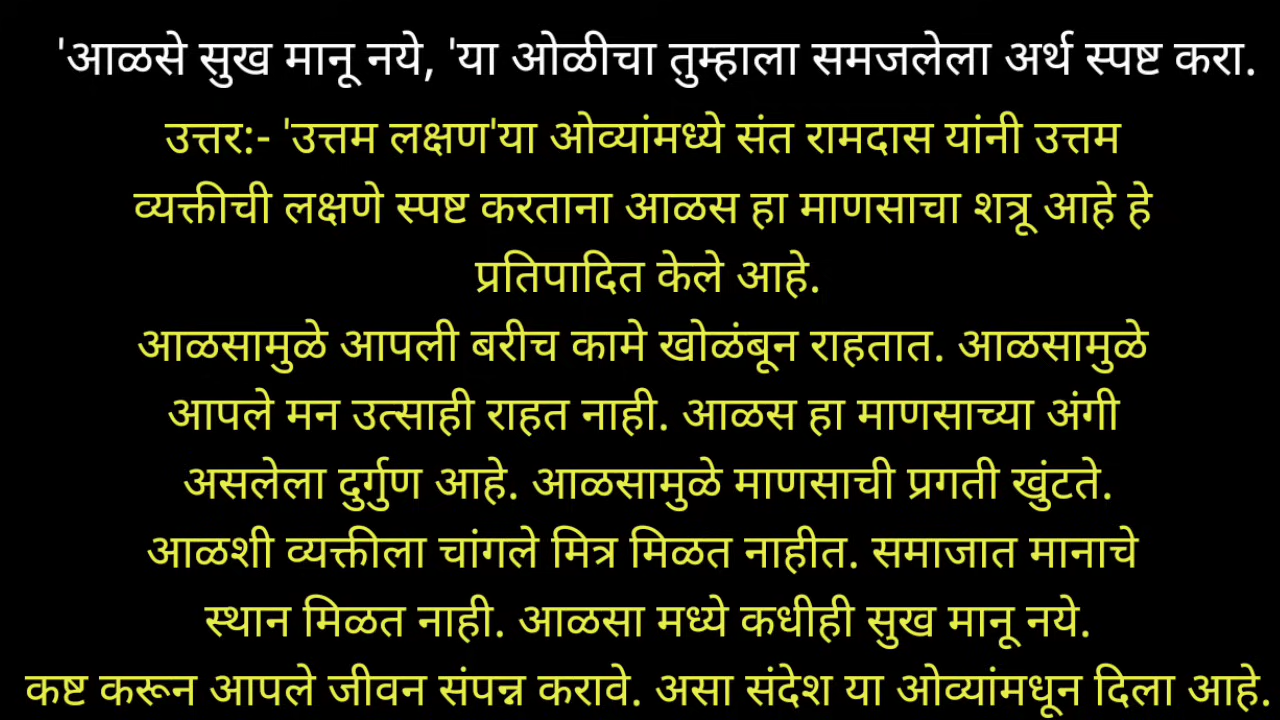 'आळसे सुख मानू नये, 'या ओळीचा तुम्हाला समजलेला अर्थ स्पष्ट करा.
उत्तर:- 'उत्तम लक्षण'या ओव्यांमध्ये संत रामदास यांनी उत्तम
व्यक्तीची लक्षणे स्पष्ट करताना आळस हा माणसाचा शत्रू आहे हे
प्रतिपादित केले आहे.
आळसामुळे आपली बरीच कामे खोळंबून राहतात. आळसामुळे
आपले मन उत्साही राहत नाही. आळस हा माणसाच्या अंगी
असलेला दुर्गुण आहे. आळसामुळे माणसाची प्रगती खुंटते.
आळशी व्यक्तीला चांगले मित्र मिळत नाहीत. समाजात मानाचे
स्थान मिळत नाही. आळसा मध्ये कधीही सुख मानू नये.
कष्ट करून आपले जीवन संपन्न करावे. असा संदेश या ओव्यांमधून दिला आहे.